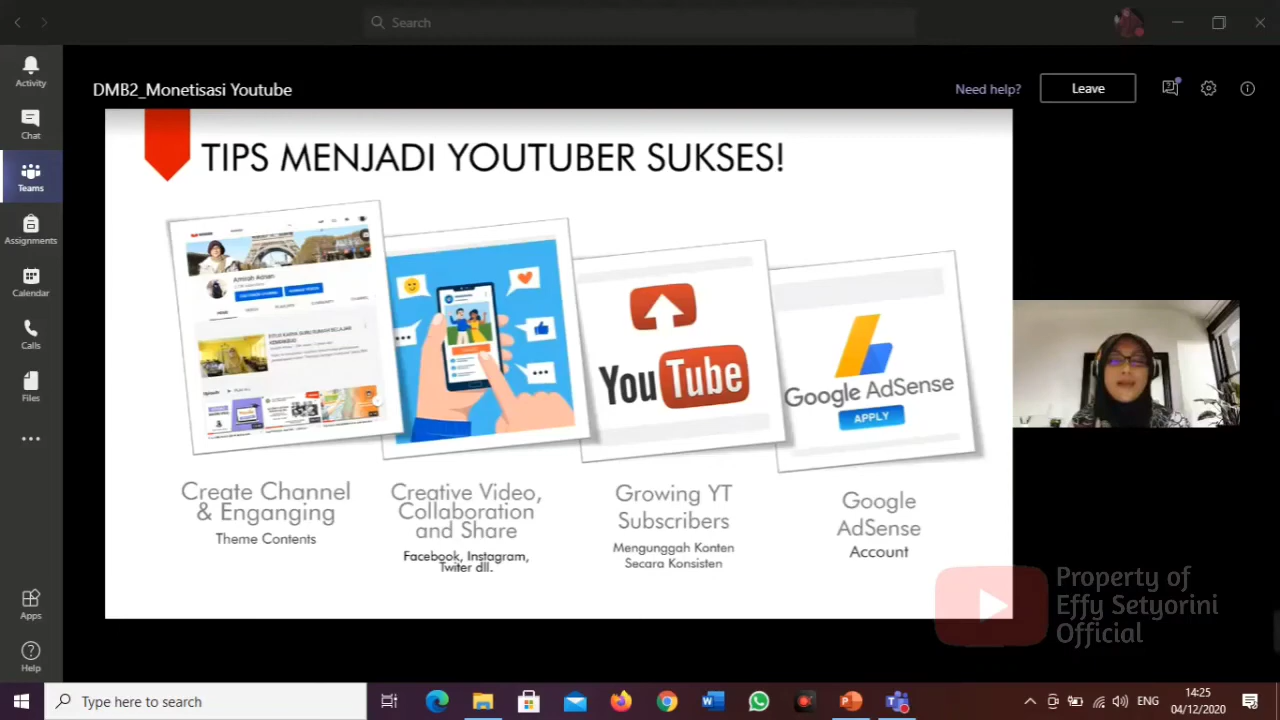 Search
Activity
Chat
Teams
Assignments
Calendar
Calls
Files
Apps
Help
DMB2_Monetisasi Youtube
Need help?
Leave
TIPS MENJADI YOUTUBER SUKSES!
You Tube
Google AdSense
APPLY
Create Channel
& Enganging
Theme Contents
Creative Video,
Collaboration
and Share
Facebook, Instagram,
Twiter dll.
Growing YT
Subscribers
Mengunggah Konten
Secara Konsisten
Google
AdSense
Account
Property of
Effy Setyorini
Official
Type here to search
ENG
14:25
04/12/2020